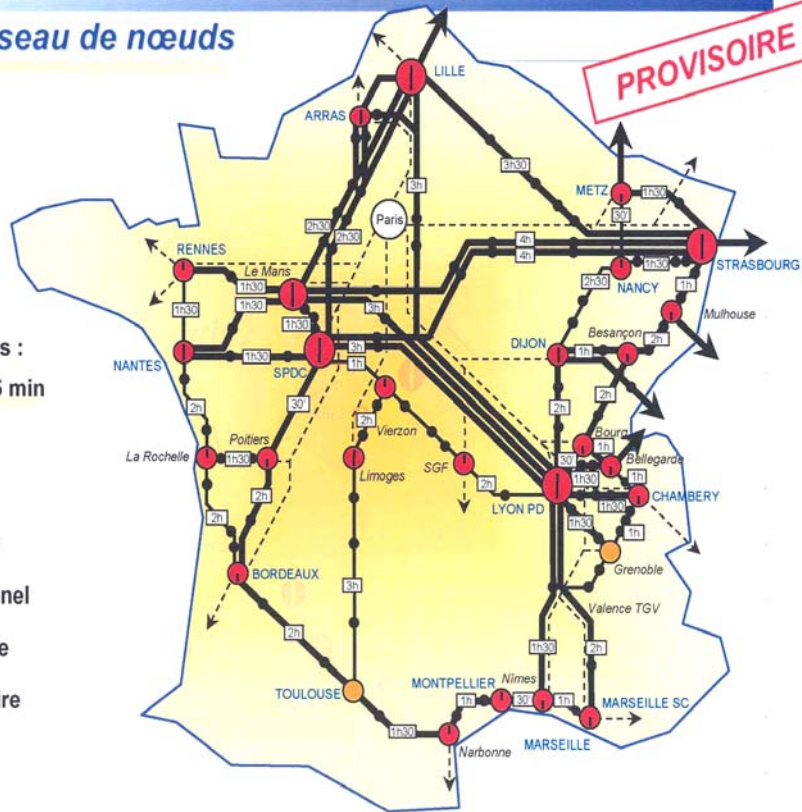 seau de nœuds
PROVISOIRE
LILLE
ARRAS
3h30
METZ
1h30
3h
30'
Paris
2h30
2h30
RENNES
4h
4h
STRASBOURG
Le Mans
1h30
NANCY
1h30
1h30
2h30
1h30
3h
1h
Mulhouse
1h30
Besançon
s :
NANTES
1h30
SPDC
3h
DIJON
1h
2h
5 min
1h
30'
2h
2h
Vierzon
2h
2h
Poitiers
Bourg
La Rochelle
1h30
Limoges
SGF
30'
1h
Bellegarde
2h
2h
1h30
1h
LYON PD
CHAMBERY
2h
1h30
1h30
1h
Grenoble
BORDEAUX
3h
nel
Valence TGV
2h
1h30
2h
e
TOULOUSE
MONTPELLIER
Nîmes
ire
1h
30'
1h
MARSEILLE SC
1h30
MARSEILLE
Narbonne